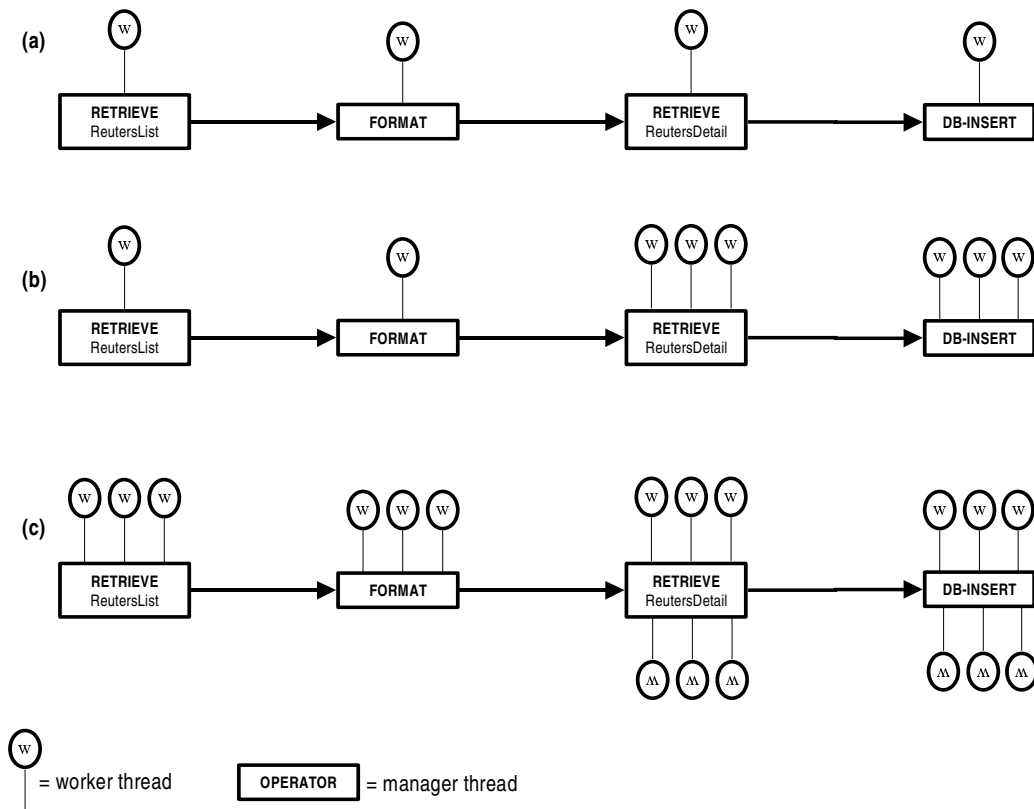 (a)
W
W
W
W
RETRIEVE
ReutersList
FORMAT
RETRIEVE
ReutersDetail
DB-INSERT
(b)
W
W
W W W
W W W
RETRIEVE
ReutersList
FORMAT
RETRIEVE
ReutersDetail
DB-INSERT
(c)
W W W
W W W
W W W
W W W
RETRIEVE
ReutersList
FORMAT
RETRIEVE
ReutersDetail
DB-INSERT
W W W
W W W
W
= worker thread
OPERATOR
= manager thread